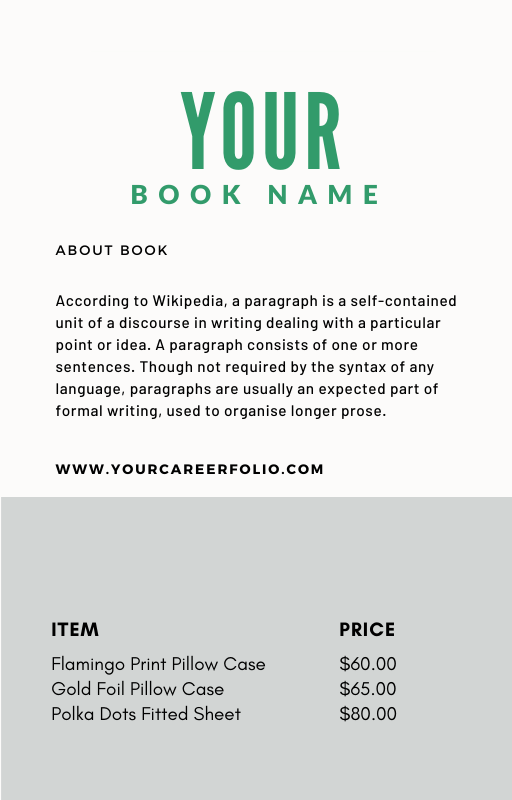 YOUR
BOOK NAME
ABOUT BOOK
According to Wikipedia, a paragraph is a self-contained
unit of a discourse in writing dealing with a particular
point or idea. A paragraph consists of one or more
sentences. Though not required by the syntax of any
language, paragraphs are usually an expected part of
formal writing, used to organise longer prose.
WWW.YOURCAREERFOLIO.COM
ITEM PRICE
Flamingo Print Pillow Case $60.00
Gold Foil Pillow Case $65.00
Polka Dots Fitted Sheet $80.00